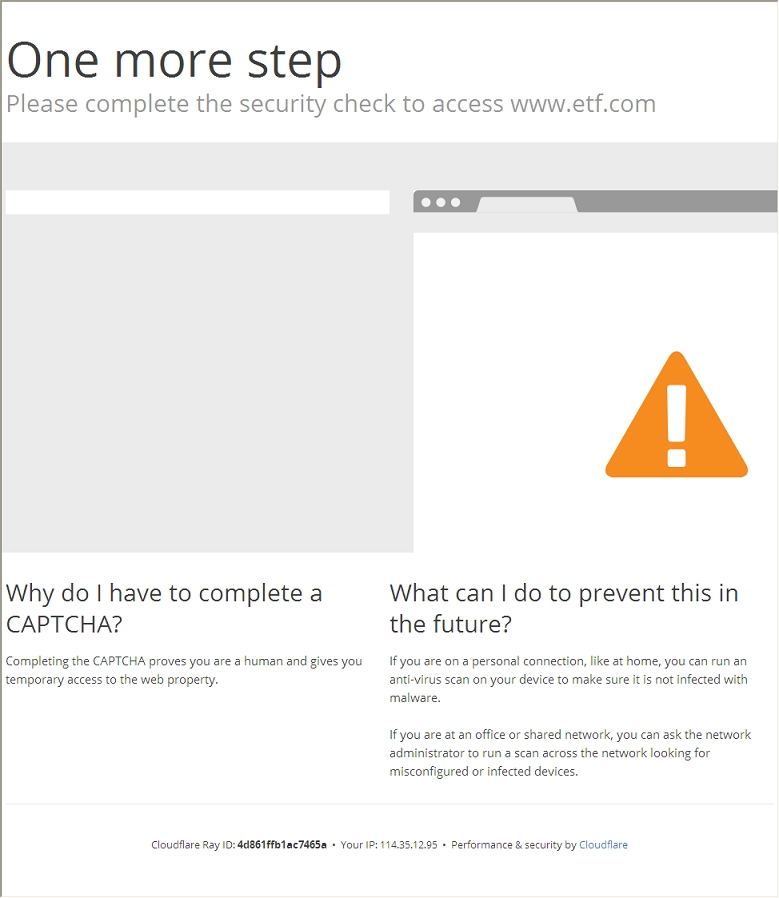 One more step
Please complete the security check to access www.etf.com
Why do I have to complete a
CAPTCHA?
Completing the CAPTCHA proves you are a human and gives you
temporary access to the web property.
What can I do to prevent this in
the future?
If you are on a personal connection, like at home, you can run an
anti-virus scan on your device to make sure it is not infected with
malware.
If you are at an office or shared network, you can ask the network
administrator to run a scan across the network looking for
misconfigured or infected devices.
Cloudflare Ray ID: 4d861ffb1ac7465a • Your IP: 114.35.12.95 • Performance & security by Cloudflare